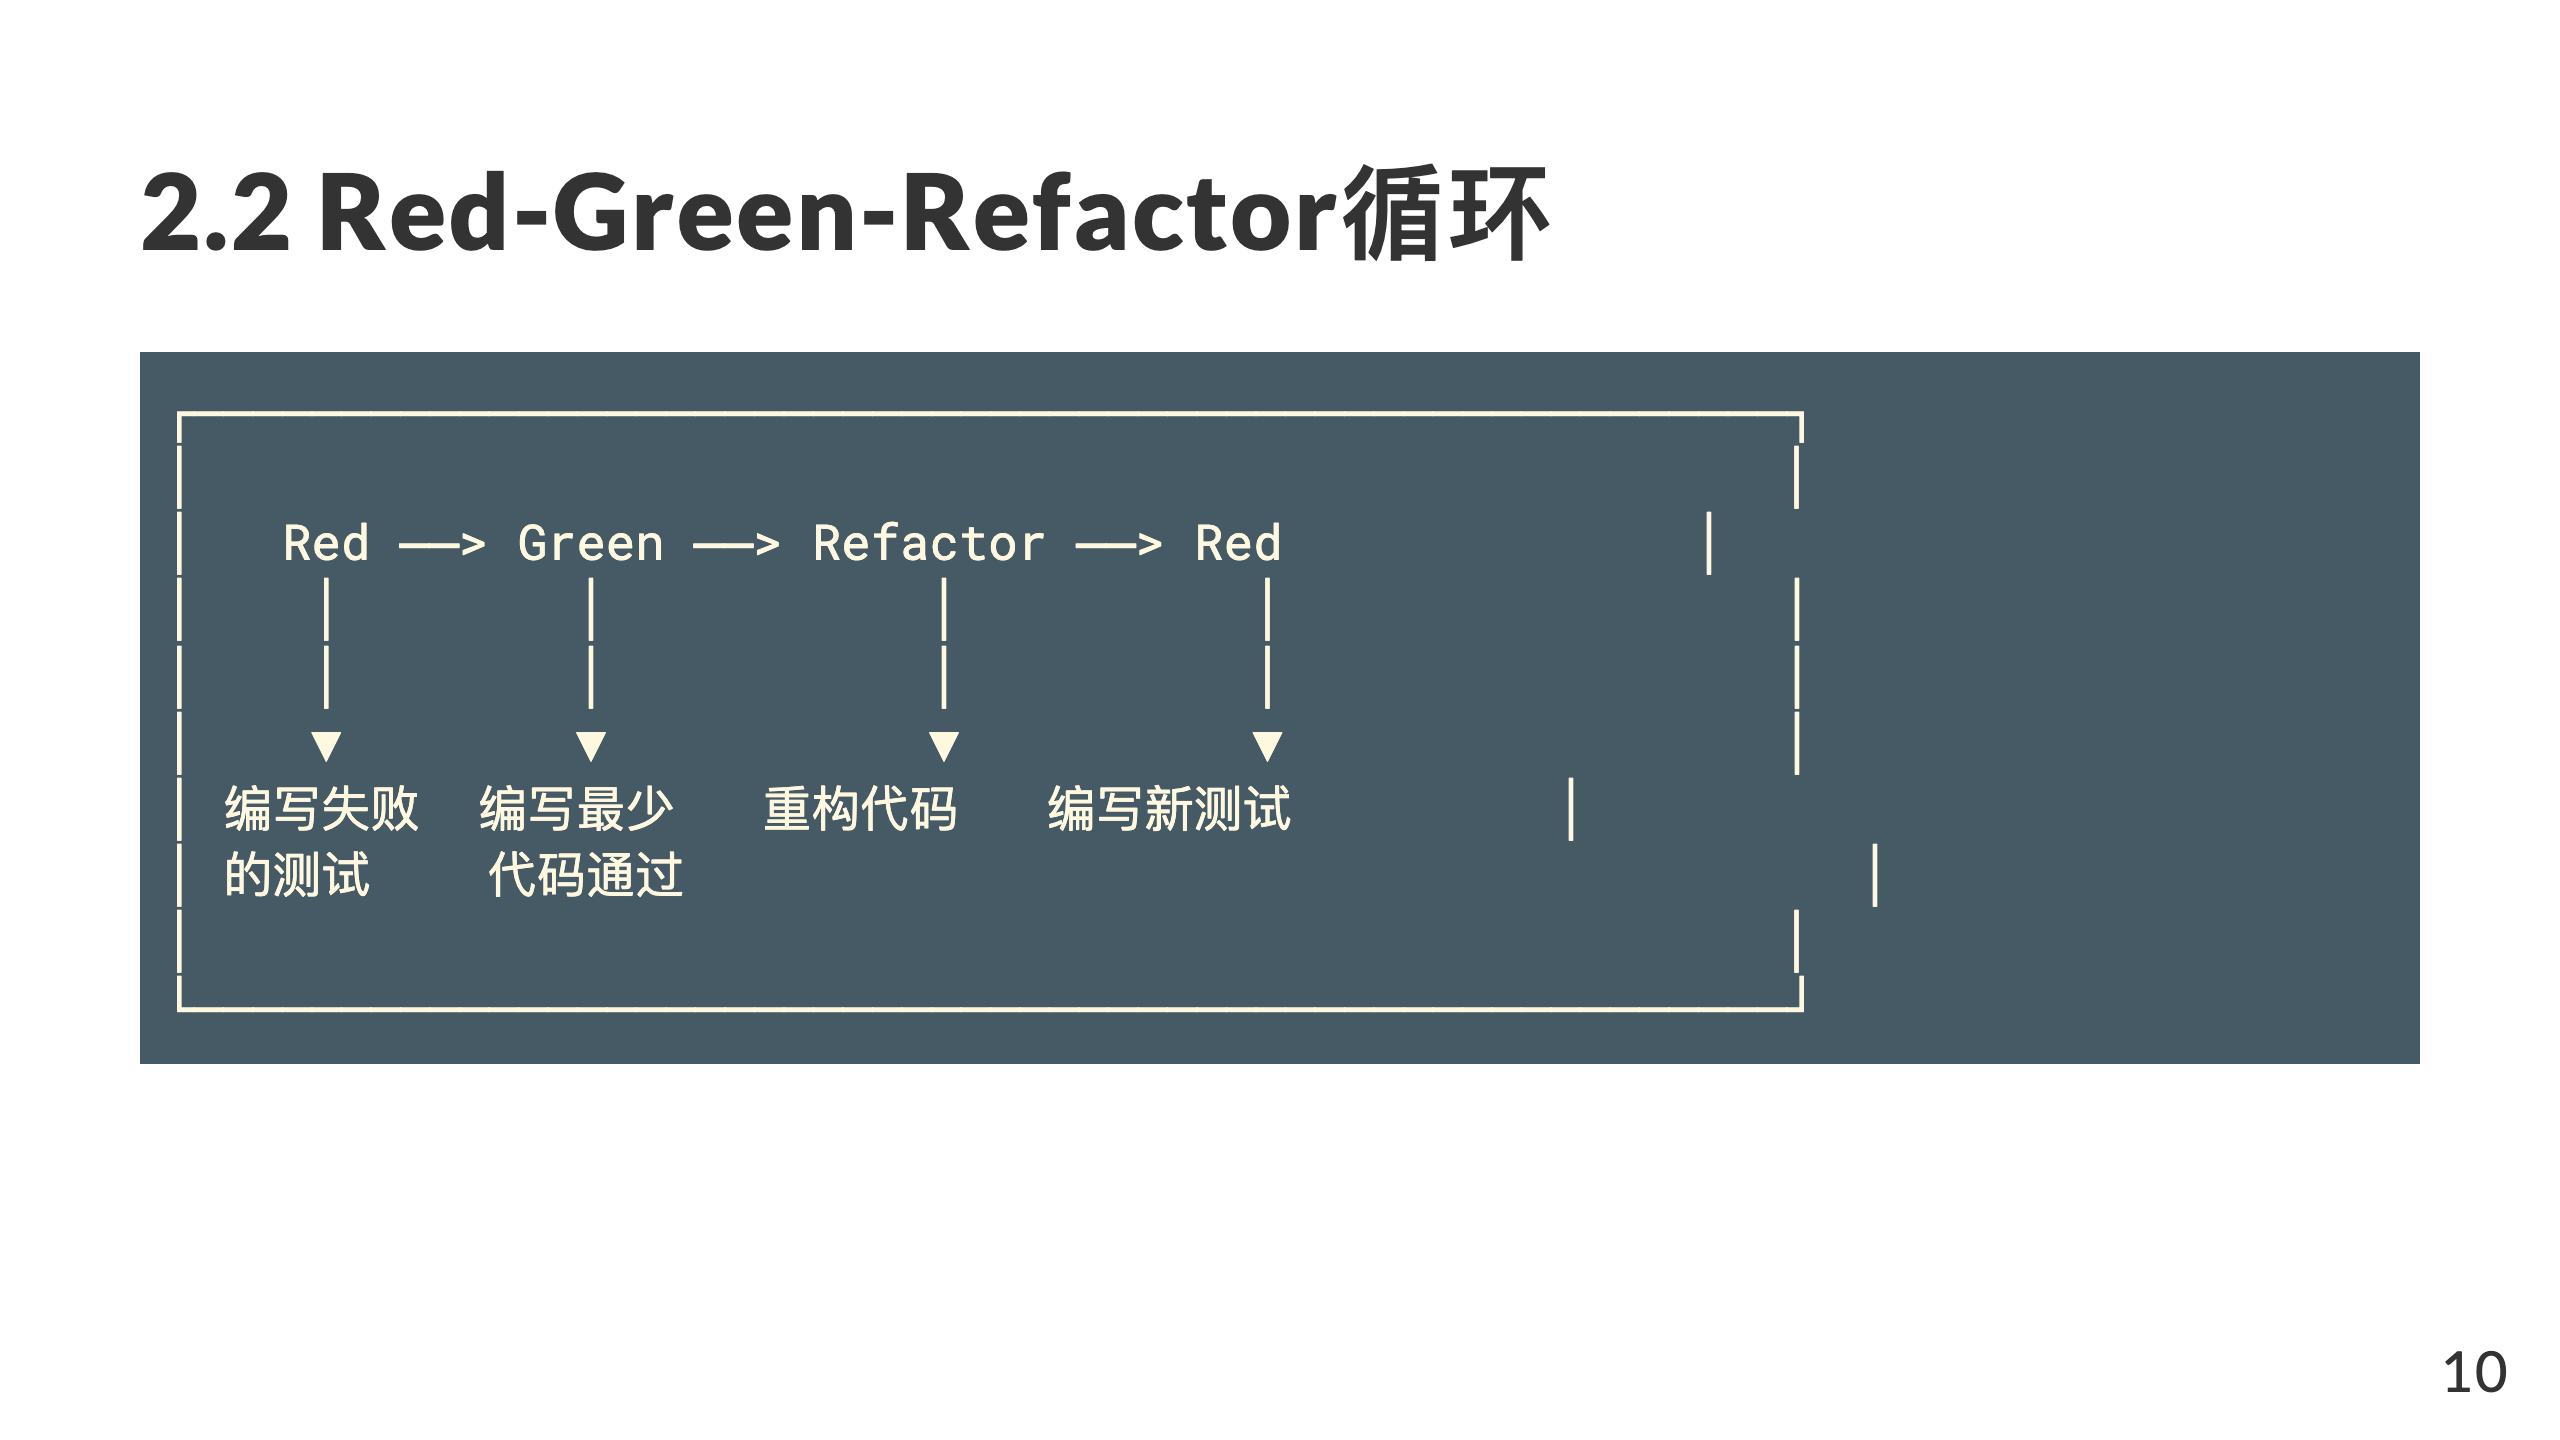 2.2 Red-Green-Refactor循环
Red ──> Green ──> Refactor ──> Red
编写失败 编写最少 重构代码 编写新测试
的测试 代码通过
10